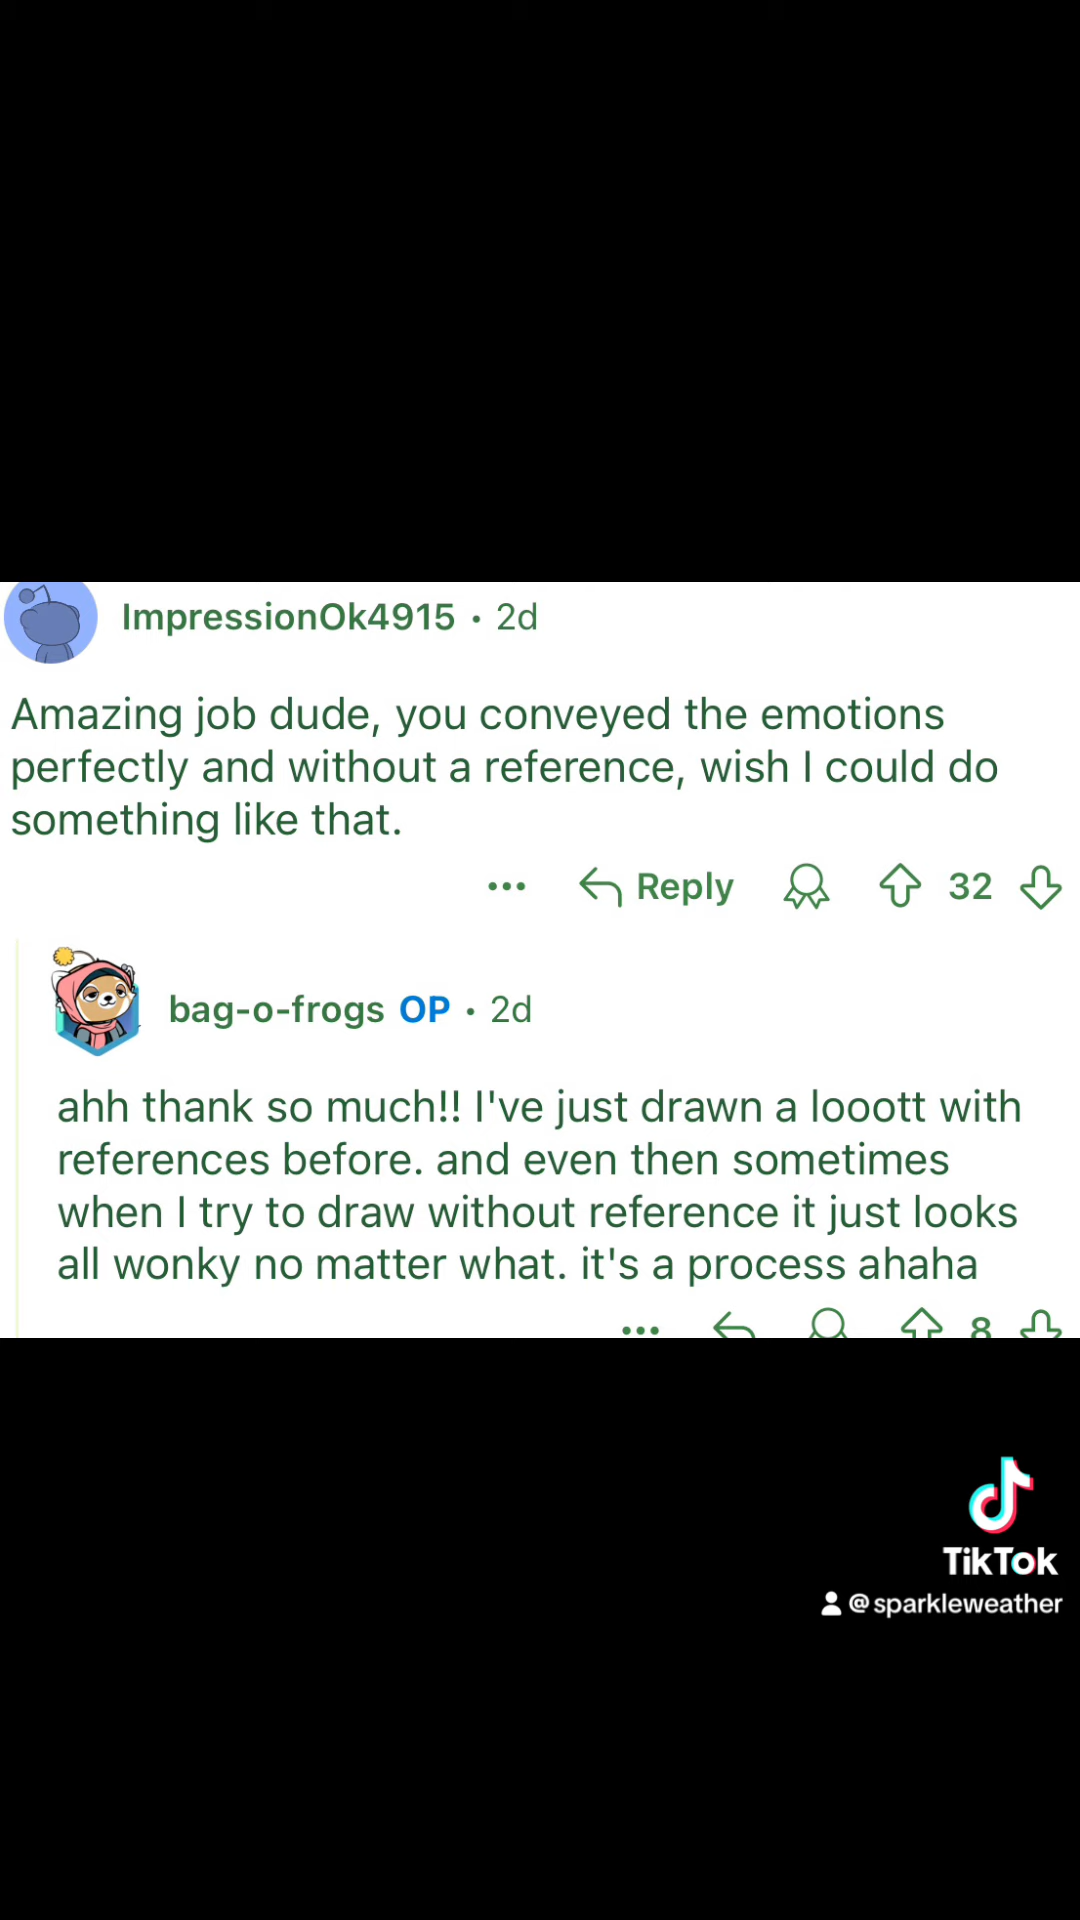 ImpressionOk4915 • 2d
Amazing job dude, you conveyed the emotions
perfectly and without a reference, wish I could do
something like that.
... Reply 32
bag-o-frogs OP • 2d
ahh thank so much!! I've just drawn a looott with
references before. and even then sometimes
when I try to draw without reference it just looks
all wonky no matter what. it's a process ahaha
... 8
TikTok
@sparkleweather